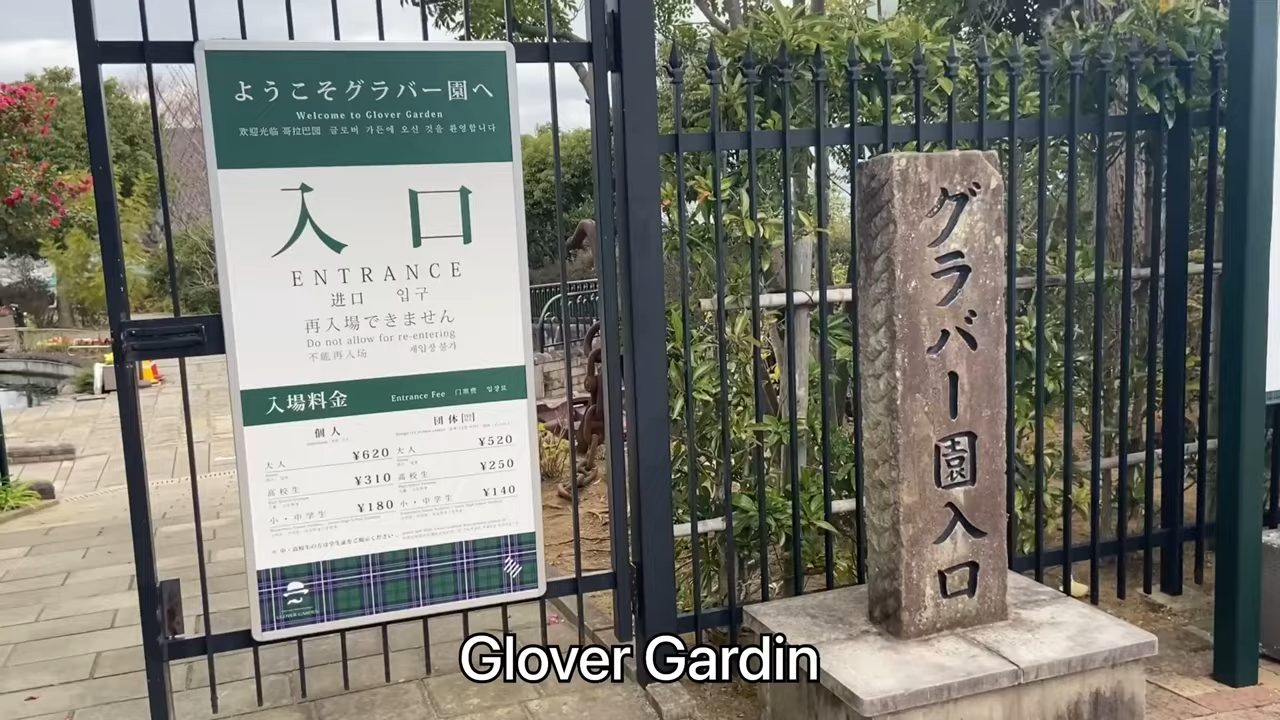 ようこそグラバー園へ
Welcome to Glover Garden
欢迎光临 哥拉巴园 글로버 가든에 오신 것을 환영합니다
入口
ENTRANCE
进口 입구
再入場できません
Do not allow for re-entering
不能再入场 재입장 불가
入場料金 Entrance Fee 门票费 입장료
個人 団体
大人 ¥620 大人 ¥520
高校生 ¥310 高校生 ¥250
小・中学生 ¥180 小・中学生 ¥140
グラバー園入口
Glover Gardin